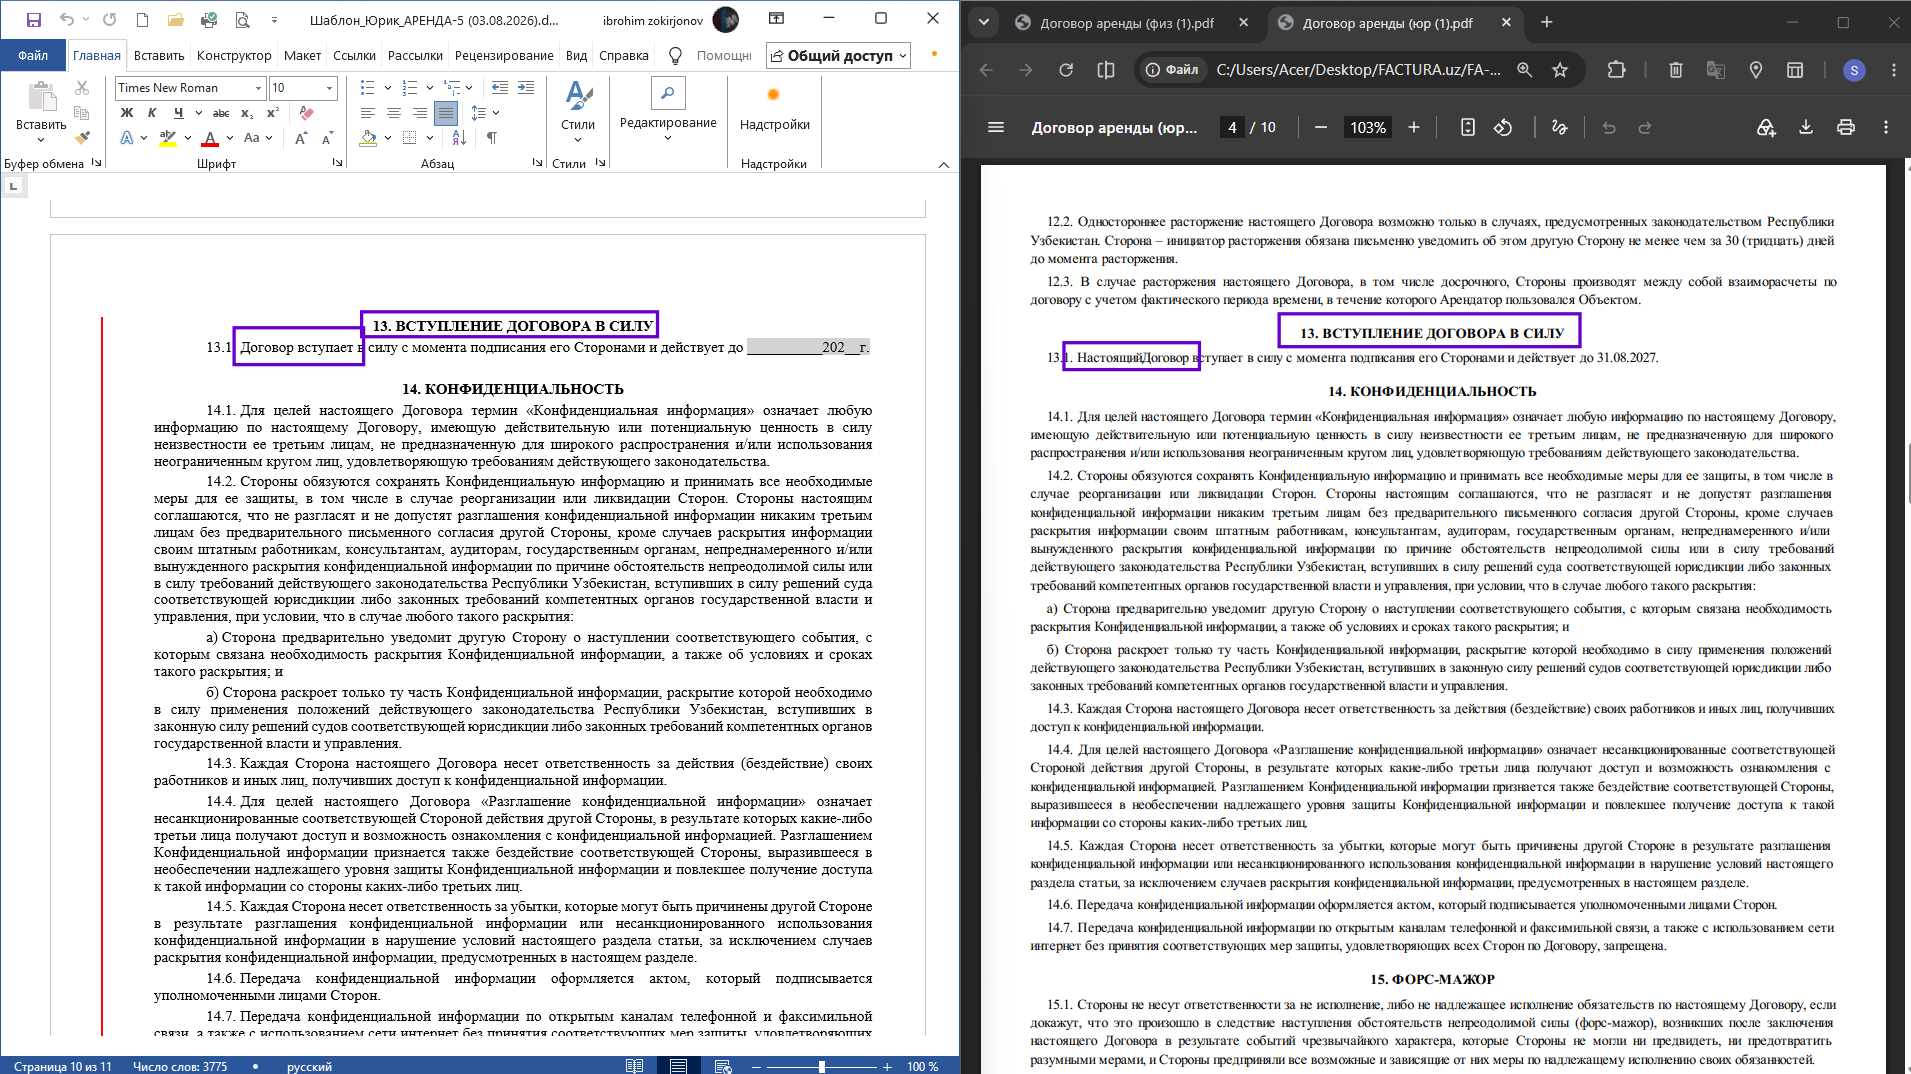 Шаблон_Юрик_АРЕНДА-5 (03.08.2026).d...
ibrohim zokirjonov
Файл
Главная
Вставить
Конструктор
Макет
Ссылки
Рассылки
Рецензирование
Вид
Справка
Помощн
Общий доступ
Вставить
Times New Roman
10
Ж К Ч abc x₂ x²
Стили
Редактирование
Надстройки
Буфер обмена
Шрифт
Абзац
Стили
Надстройки
13. ВСТУПЛЕНИЕ ДОГОВОРА В СИЛУ
13.1. Договор вступает в силу с момента подписания его Сторонами и действует до ___________202__г.
14. КОНФИДЕНЦИАЛЬНОСТЬ
14.1. Для целей настоящего Договора термин «Конфиденциальная информация» означает любую
информацию по настоящему Договору, имеющую действительную или потенциальную ценность в силу
неизвестности ее третьим лицам, не предназначенную для широкого распространения и/или использования
неограниченным кругом лиц, удовлетворяющую требованиям действующего законодательства.
14.2. Стороны обязуются сохранять Конфиденциальную информацию и принимать все необходимые
меры для ее защиты, в том числе в случае реорганизации или ликвидации Сторон. Стороны настоящим
соглашаются, что не разгласят и не допустят разглашения конфиденциальной информации никаким третьим
лицам без предварительного письменного согласия другой Стороны, кроме случаев раскрытия информации
своим штатным работникам, консультантам, аудиторам, государственным органам, непреднамеренного и/или
вынужденного раскрытия конфиденциальной информации по причине обстоятельств непреодолимой силы или
в силу требований действующего законодательства Республики Узбекистан, вступивших в силу решений суда
соответствующей юрисдикции либо законных требований компетентных органов государственной власти и
управления, при условии, что в случае любого такого раскрытия:
а) Сторона предварительно уведомит другую Сторону о наступлении соответствующего события, с
которым связана необходимость раскрытия Конфиденциальной информации, а также об условиях и сроках
такого раскрытия; и
б) Сторона раскроет только ту часть Конфиденциальной информации, раскрытие которой необходимо
в силу применения положений действующего законодательства Республики Узбекистан, вступивших в
законную силу решений судов соответствующей юрисдикции либо законных требований компетентных органов
государственной власти и управления.
14.3. Каждая Сторона настоящего Договора несет ответственность за действия (бездействие) своих
работников и иных лиц, получивших доступ к конфиденциальной информации.
14.4. Для целей настоящего Договора «Разглашение конфиденциальной информации» означает
несанкционированные соответствующей Стороной действия другой Стороны, в результате которых какие-либо
третьи лица получают доступ и возможность ознакомления с конфиденциальной информацией. Разглашением
Конфиденциальной информации признается также бездействие соответствующей Стороны, выразившееся в
необеспечении надлежащего уровня защиты Конфиденциальной информации и повлекшее получение доступа
к такой информации со стороны каких-либо третьих лиц.
14.5. Каждая Сторона несет ответственность за убытки, которые могут быть причинены другой Стороне
в результате разглашения конфиденциальной информации или несанкционированного использования
конфиденциальной информации в нарушение условий настоящего раздела статьи, за исключением случаев
раскрытия конфиденциальной информации, предусмотренных в настоящем разделе.
14.6. Передача конфиденциальной информации оформляется актом, который подписывается
уполномоченными лицами Сторон.
14.7. Передача конфиденциальной информации по открытым каналам телефонной и факсимильной
связи, а также с использованием сети интернет без принятия соответствующих мер защиты, удовлетворяющих
Страница 10 из 11
Число слов: 3775
русский
100 %
Договор аренды (физ (1).pdf
Договор аренды (юр (1).pdf
Файл
C:/Users/Acer/Desktop/FACTURA.uz/FA-...
S
Договор аренды (юр...
4 / 10
103%
12.2. Одностороннее расторжение настоящего Договора возможно только в случаях, предусмотренных законодательством Республики
Узбекистан. Сторона – инициатор расторжения обязана письменно уведомить об этом другую Сторону не менее чем за 30 (тридцать) дней
до момента расторжения.
12.3. В случае расторжения настоящего Договора, в том числе досрочного, Стороны производят между собой взаиморасчеты по
договору с учетом фактического периода времени, в течение которого Арендатор пользовался Объектом.
13. ВСТУПЛЕНИЕ ДОГОВОРА В СИЛУ
13.1. НастоящийДоговор вступает в силу с момента подписания его Сторонами и действует до 31.08.2027.
14. КОНФИДЕНЦИАЛЬНОСТЬ
14.1. Для целей настоящего Договора термин «Конфиденциальная информация» означает любую информацию по настоящему Договору,
имеющую действительную или потенциальную ценность в силу неизвестности ее третьим лицам, не предназначенную для широкого
распространения и/или использования неограниченным кругом лиц, удовлетворяющую требованиям действующего законодательства.
14.2. Стороны обязуются сохранять Конфиденциальную информацию и принимать все необходимые меры для ее защиты, в том числе в
случае реорганизации или ликвидации Сторон. Стороны настоящим соглашаются, что не разгласят и не допустят разглашения
конфиденциальной информации никаким третьим лицам без предварительного письменного согласия другой Стороны, кроме случаев
раскрытия информации своим штатным работникам, консультантам, аудиторам, государственным органам, непреднамеренного и/или
вынужденного раскрытия конфиденциальной информации по причине обстоятельств непреодолимой силы или в силу требований
действующего законодательства Республики Узбекистан, вступивших в силу решений суда соответствующей юрисдикции либо законных
требований компетентных органов государственной власти и управления, при условии, что в случае любого такого раскрытия:
а) Сторона предварительно уведомит другую Сторону о наступлении соответствующего события, с которым связана необходимость
раскрытия Конфиденциальной информации, а также об условиях и сроках такого раскрытия; и
б) Сторона раскроет только ту часть Конфиденциальной информации, раскрытие которой необходимо в силу применения положений
действующего законодательства Республики Узбекистан, вступивших в законную силу решений судов соответствующей юрисдикции либо
законных требований компетентных органов государственной власти и управления.
14.3. Каждая Сторона настоящего Договора несет ответственность за действия (бездействие) своих работников и иных лиц, получивших
доступ к конфиденциальной информации.
14.4. Для целей настоящего Договора «Разглашение конфиденциальной информации» означает несанкционированные соответствующей
Стороной действия другой Стороны, в результате которых какие-либо третьи лица получают доступ и возможность ознакомления с
конфиденциальной информацией. Разглашением Конфиденциальной информации признается также бездействие соответствующей Стороны,
выразившееся в необеспечении надлежащего уровня защиты Конфиденциальной информации и повлекшее получение доступа к такой
информации со стороны каких-либо третьих лиц.
14.5. Каждая Сторона несет ответственность за убытки, которые могут быть причинены другой Стороне в результате разглашения
конфиденциальной информации или несанкционированного использования конфиденциальной информации в нарушение условий настоящего
раздела статьи, за исключением случаев раскрытия конфиденциальной информации, предусмотренных в настоящем разделе.
14.6. Передача конфиденциальной информации оформляется актом, который подписывается уполномоченными лицами Сторон.
14.7. Передача конфиденциальной информации по открытым каналам телефонной и факсимильной связи, а также с использованием сети
интернет без принятия соответствующих мер защиты, удовлетворяющих всех Сторон по Договору, запрещена.
15. ФОРС-МАЖОР
15.1. Стороны не несут ответственности за не исполнение, либо не надлежащее исполнение обязательств по настоящему Договору, если
докажут, что это произошло в следствие наступления обстоятельств непреодолимой силы (форс-мажор), возникших после заключения
настоящего Договора в результате событий чрезвычайного характера, которые Стороны не могли ни предвидеть, ни предотвратить
разумными мерами, и Стороны предприняли все возможные и зависящие от них меры по надлежащему исполнению своих обязанностей.